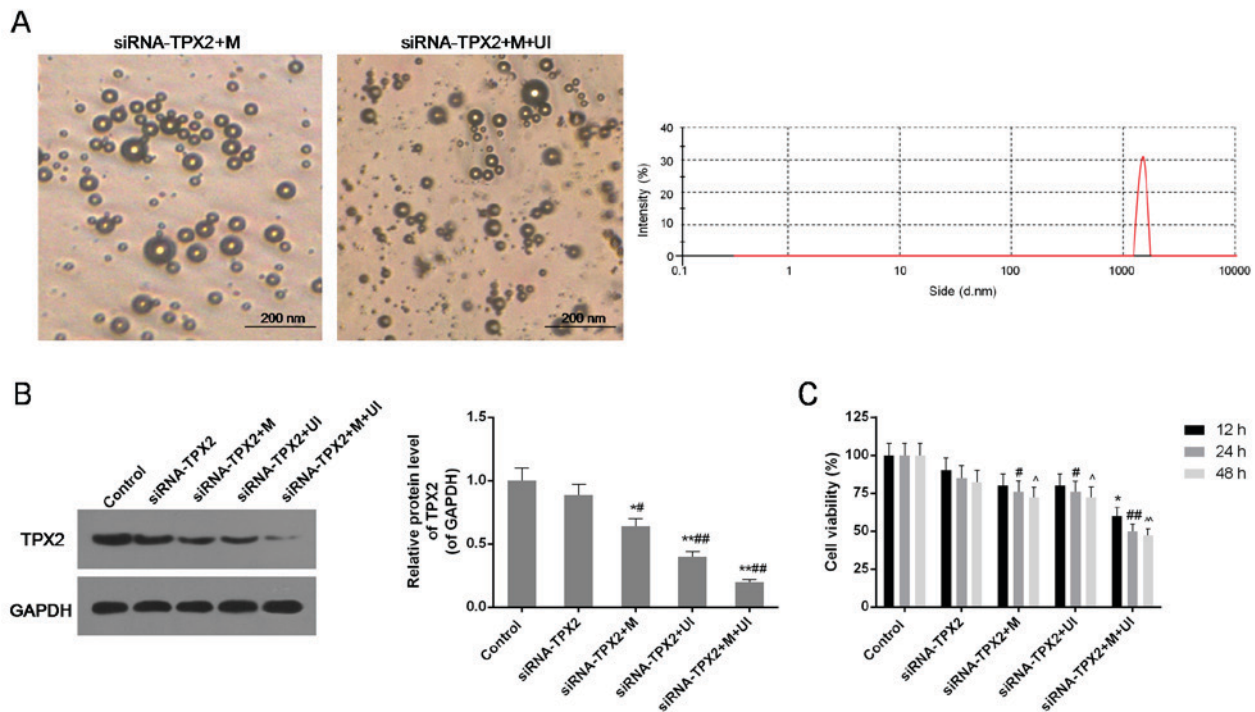 A
siRNA-TPX2+M
siRNA-TPX2+M+UI
200 nm
200 nm
40
30
20
10
0
Intensity (%)
0.1
1
10
100
1000
10000
Side (d.nm)
B
Control
siRNA-TPX2
siRNA-TPX2+M
siRNA-TPX2+UI
siRNA-TPX2+M+UI
TPX2
GAPDH
Relative protein level
of TPX2
(of GAPDH)
1.5
1.0
0.5
0.0
*#
**##
**##
Control
siRNA-TPX2
siRNA-TPX2+M
siRNA-TPX2+UI
siRNA-TPX2+M+UI
C
Cell viability (%)
125
100
75
50
25
0
# ^
# ^
* ## ^^
12 h
24 h
48 h
Control
siRNA-TPX2
siRNA-TPX2+M
siRNA-TPX2+UI
siRNA-TPX2+M+UI